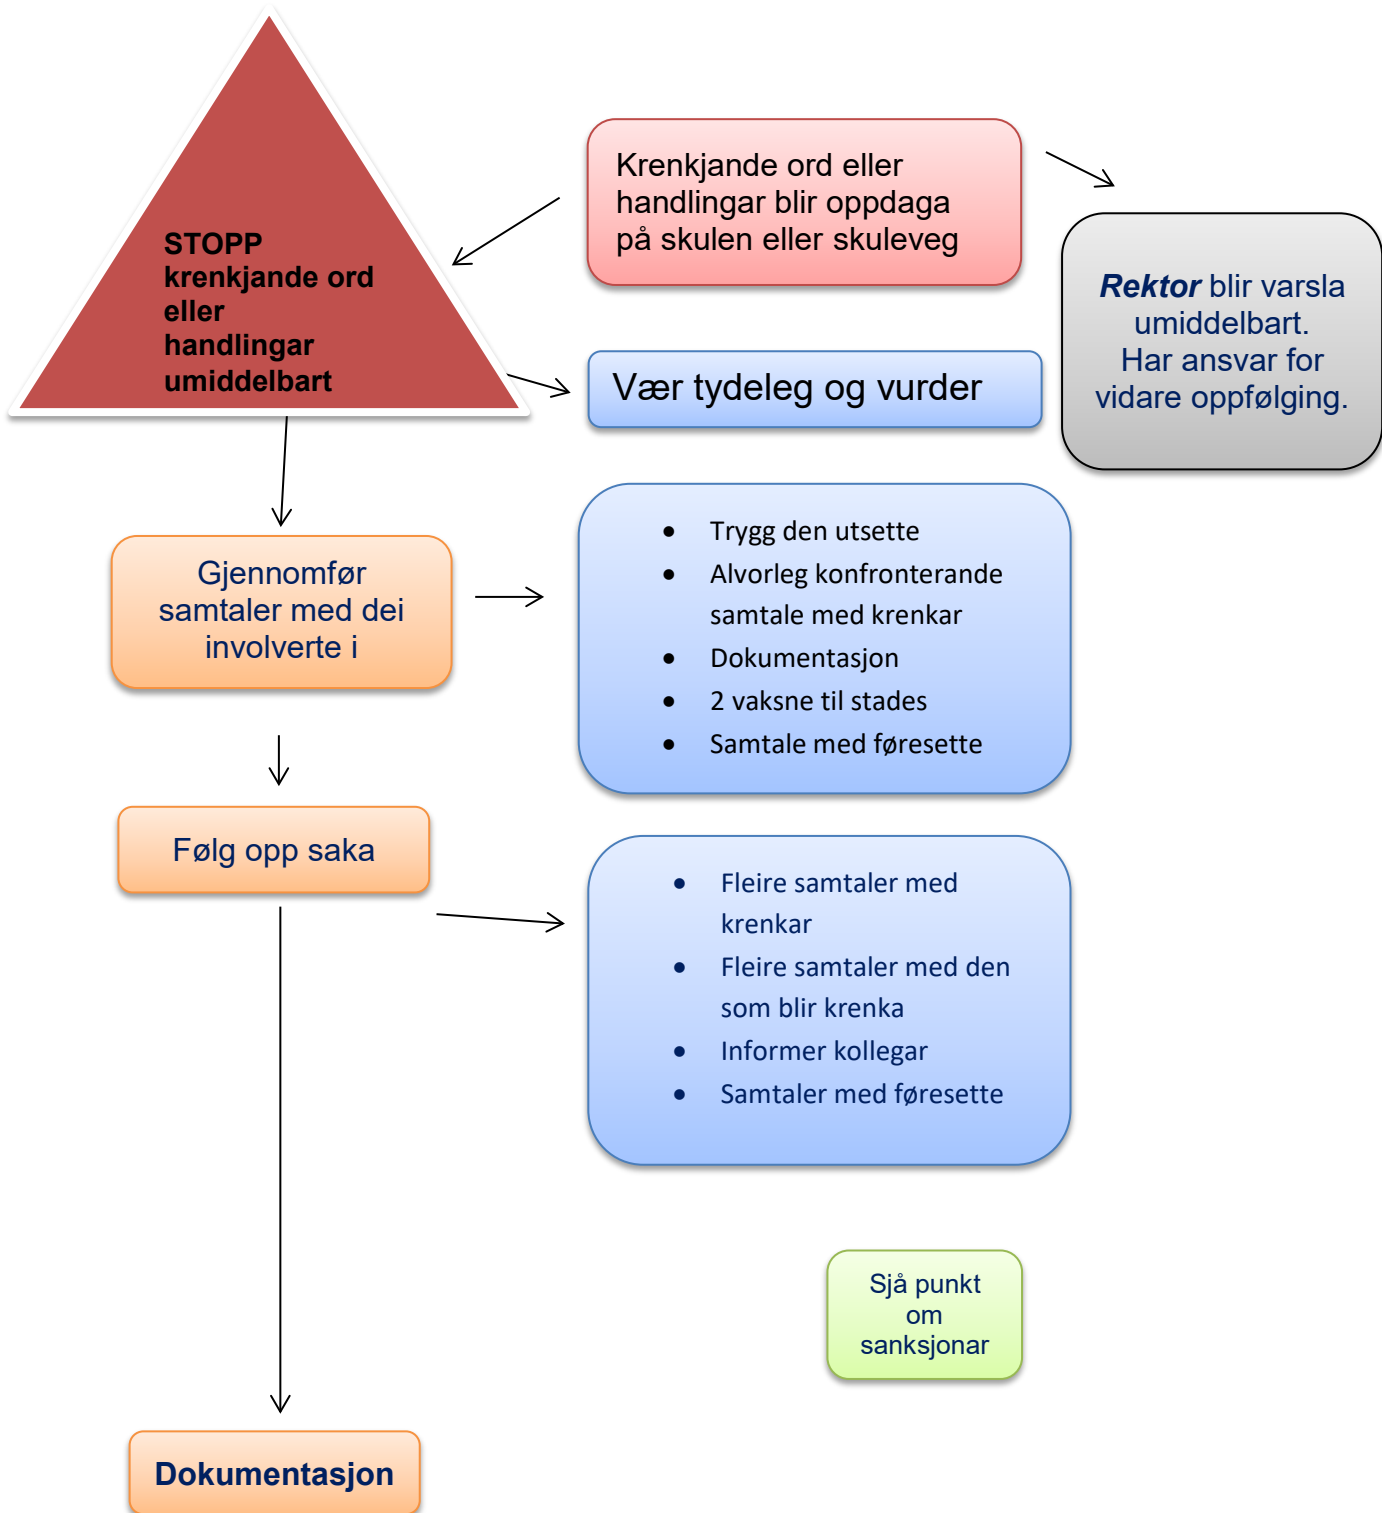 Krenkjande ord eller
handlingar blir oppdaga
på skulen eller skuleveg
STOPP
krenkjande ord
eller
handlingar
umiddelbart
Rektor blir varsla
umiddelbart.
Har ansvar for
vidare oppfølging.
Vær tydeleg og vurder
Gjennomfør
samtaler med dei
involverte i
• Trygg den utsette
• Alvorleg konfronterande
samtale med krenkar
• Dokumentasjon
• 2 vaksne til stades
• Samtale med føresette
Følg opp saka
• Fleire samtaler med
krenkar
• Fleire samtaler med den
som blir krenka
• Informer kollegar
• Samtaler med føresette
Sjå punkt
om
sanksjonar
Dokumentasjon